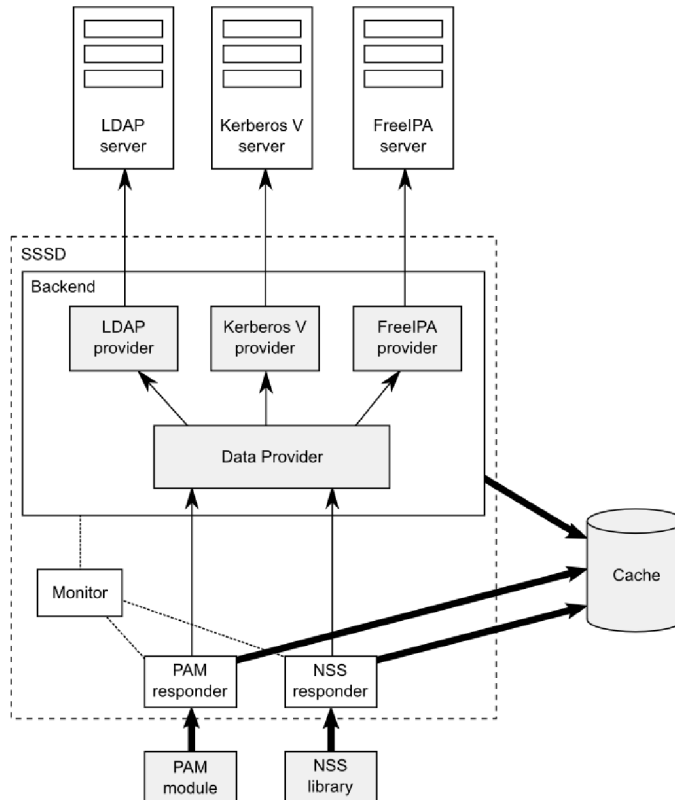 LDAP
server
Kerberos V
server
FreeIPA
server
SSSD
Backend
LDAP
provider
Kerberos V
provider
FreeIPA
provider
Data Provider
Cache
Monitor
PAM
responder
NSS
responder
PAM
module
NSS
library